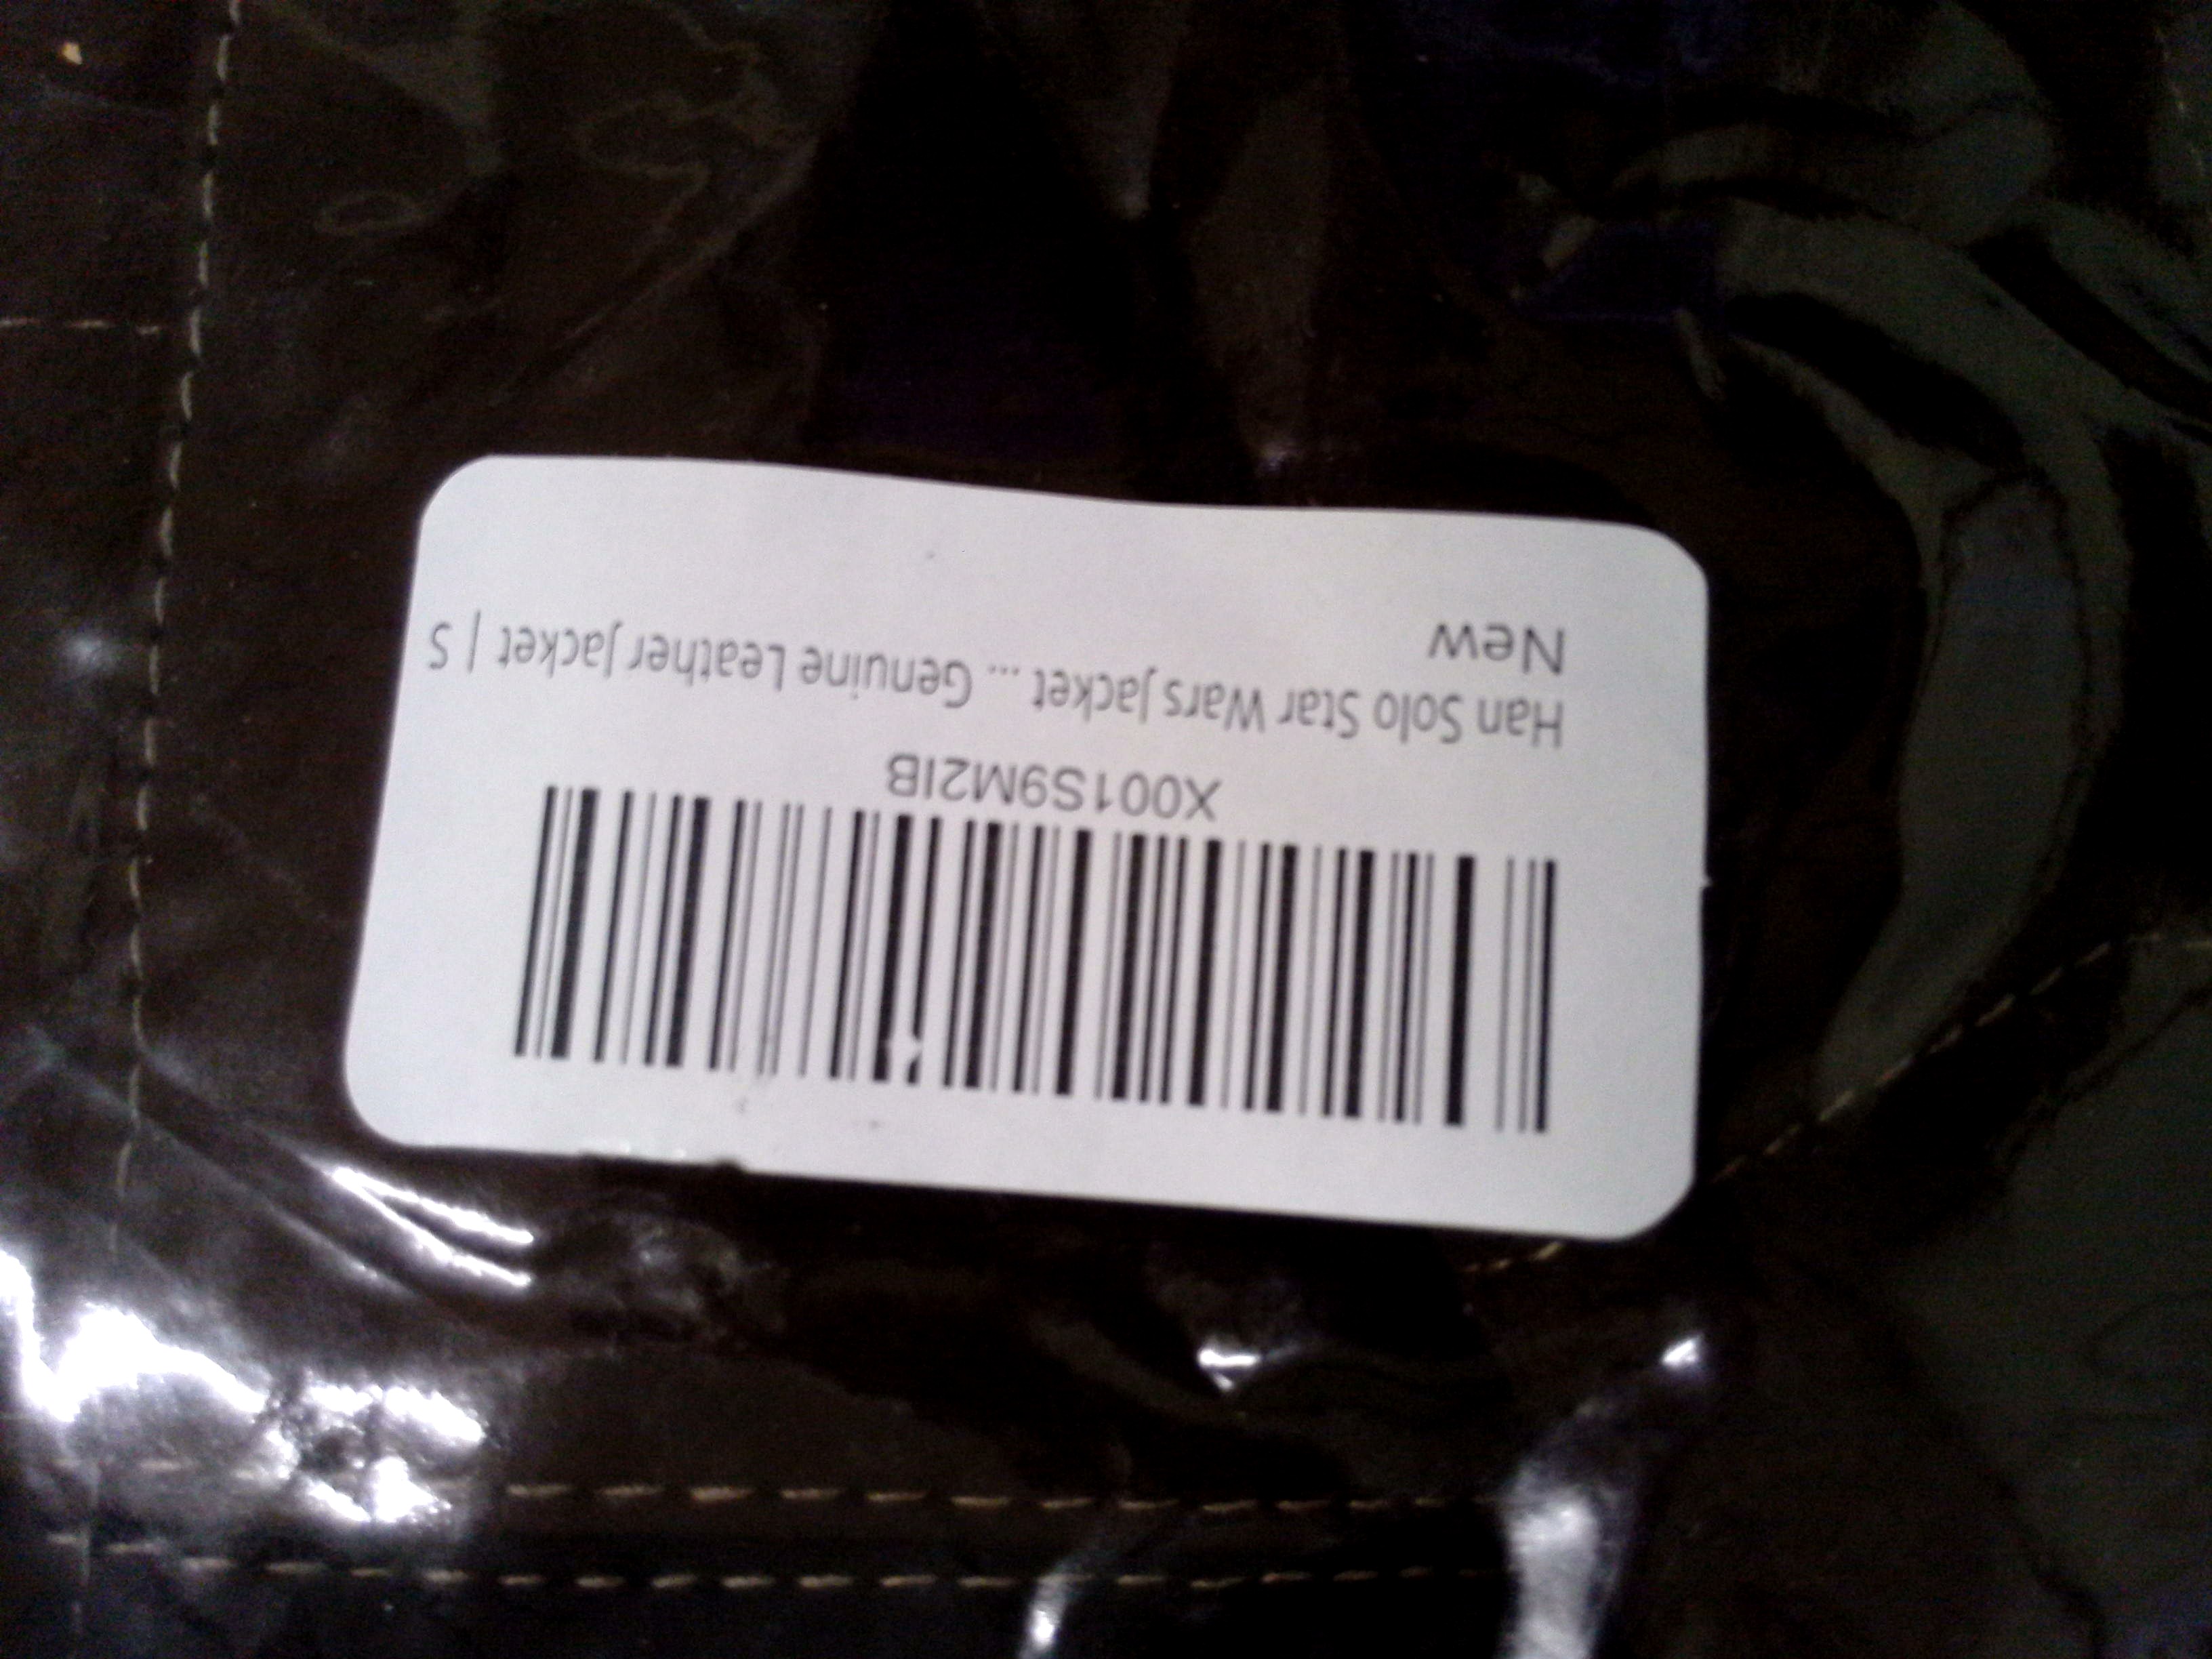 X001S9M2IB
Han Solo Star Wars Jacket ... Genuine Leather Jacket | S
New